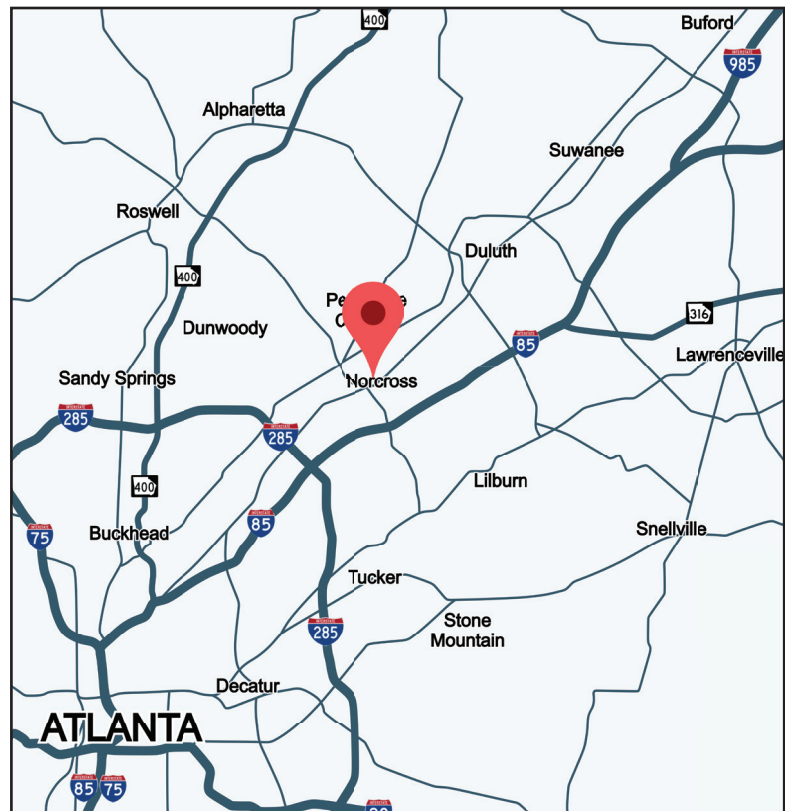 400
Buford
985
Alpharetta
Suwanee
Roswell
Duluth
400
316
Dunwoody
85
Lawrenceville
Sandy Springs
Norcross
285
285
400
Lilburn
85
Snellville
75
Buckhead
Tucker
Stone
Mountain
285
Decatur
ATLANTA
85
75